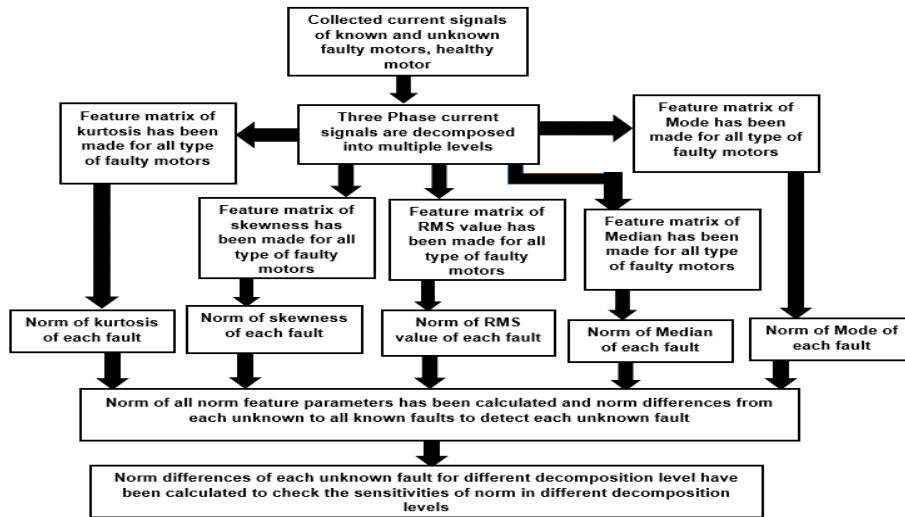 Collected current signals
of known and unknown
faulty motors, healthy
motor
Feature matrix of
kurtosis has been
made for all type
of faulty motors
Three Phase current
signals are decomposed
into multiple levels
Feature matrix of
Mode has been
made for all type of
faulty motors
Feature matrix of
skewness has
been made for all
type of faulty
motors
Feature matrix of
RMS value has
been made for all
type of faulty
motors
Feature matrix of
Median has been
made for all type
of faulty motors
Norm of kurtosis
of each fault
Norm of skewness
of each fault
Norm of RMS
value of each fault
Norm of Median
of each fault
Norm of Mode of
each fault
Norm of all norm feature parameters has been calculated and norm differences from
each unknown to all known faults to detect each unknown fault
Norm differences of each unknown fault for different decomposition level have
been calculated to check the sensitivities of norm in different decomposition
levels